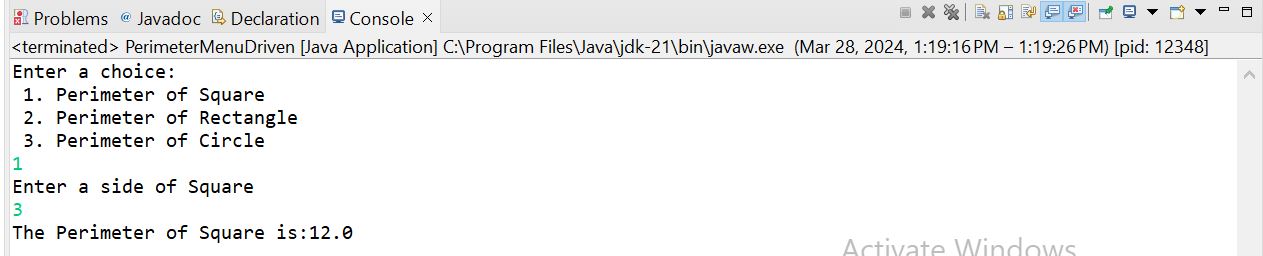 Problems @ Javadoc Declaration Console ×
<terminated> PerimeterMenuDriven [Java Application] C:\Program Files\Java\jdk-21\bin\javaw.exe (Mar 28, 2024, 1:19:16 PM – 1:19:26 PM) [pid: 12348]
Enter a choice:
1. Perimeter of Square
2. Perimeter of Rectangle
3. Perimeter of Circle
1
Enter a side of Square
3
The Perimeter of Square is:12.0
Activate Windows